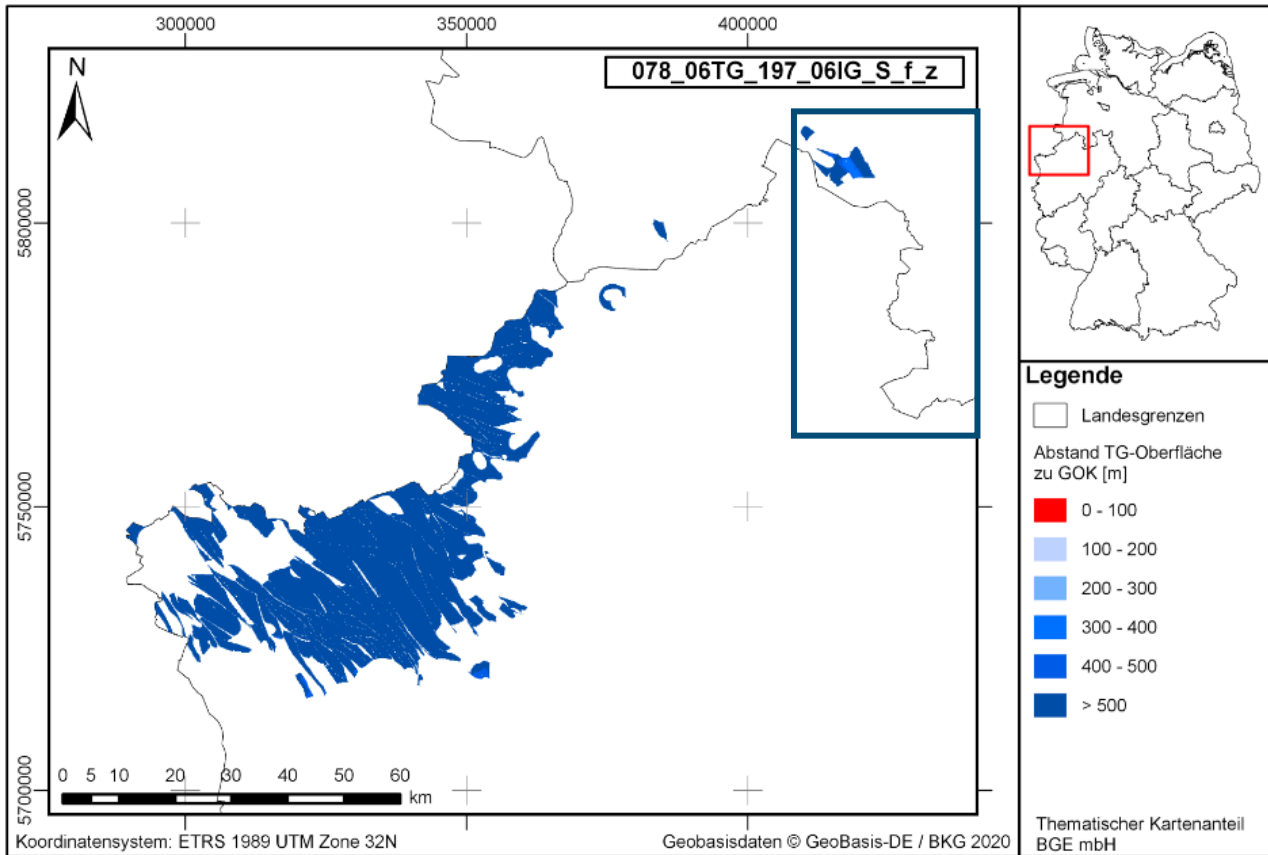 300000
350000
400000
N
078_06TG_197_06IG_S_f_z
5800000
5750000
5700000
0 5 10 20 30 40 50 60
km
Koordinatensystem: ETRS 1989 UTM Zone 32N
Geobasisdaten © GeoBasis-DE / BKG 2020
Legende
Landesgrenzen
Abstand TG-Oberfläche
zu GOK [m]
0 - 100
100 - 200
200 - 300
300 - 400
400 - 500
> 500
Thematischer Kartenanteil
BGE mbH